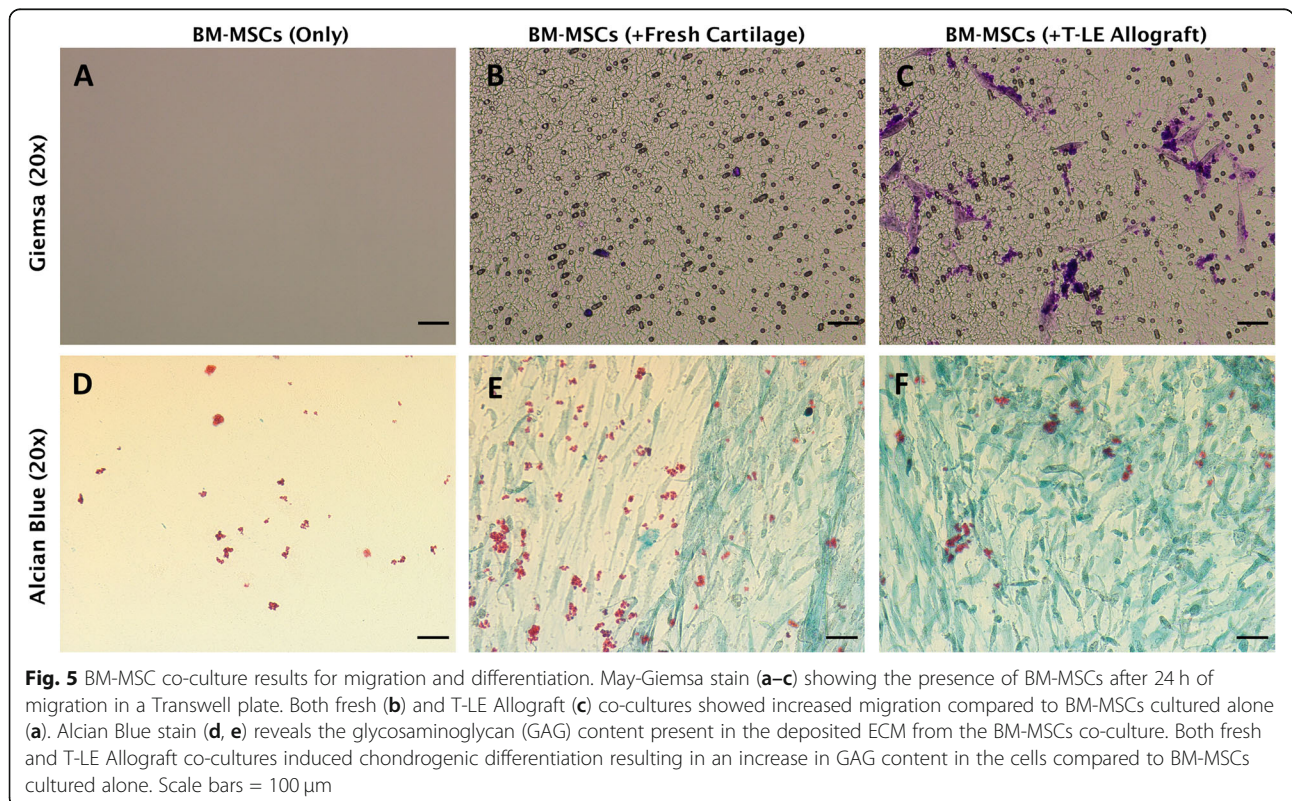 BM-MSCs (Only)
BM-MSCs (+Fresh Cartilage)
BM-MSCs (+T-LE Allograft)
Giemsa (20x)
A
B
C
Alcian Blue (20x)
D
E
F
Fig. 5 BM-MSC co-culture results for migration and differentiation. May-Giemsa stain (a–c) showing the presence of BM-MSCs after 24 h of
migration in a Transwell plate. Both fresh (b) and T-LE Allograft (c) co-cultures showed increased migration compared to BM-MSCs cultured alone
(a). Alcian Blue stain (d, e) reveals the glycosaminoglycan (GAG) content present in the deposited ECM from the BM-MSCs co-culture. Both fresh
and T-LE Allograft co-cultures induced chondrogenic differentiation resulting in an increase in GAG content in the cells compared to BM-MSCs
cultured alone. Scale bars = 100 μm